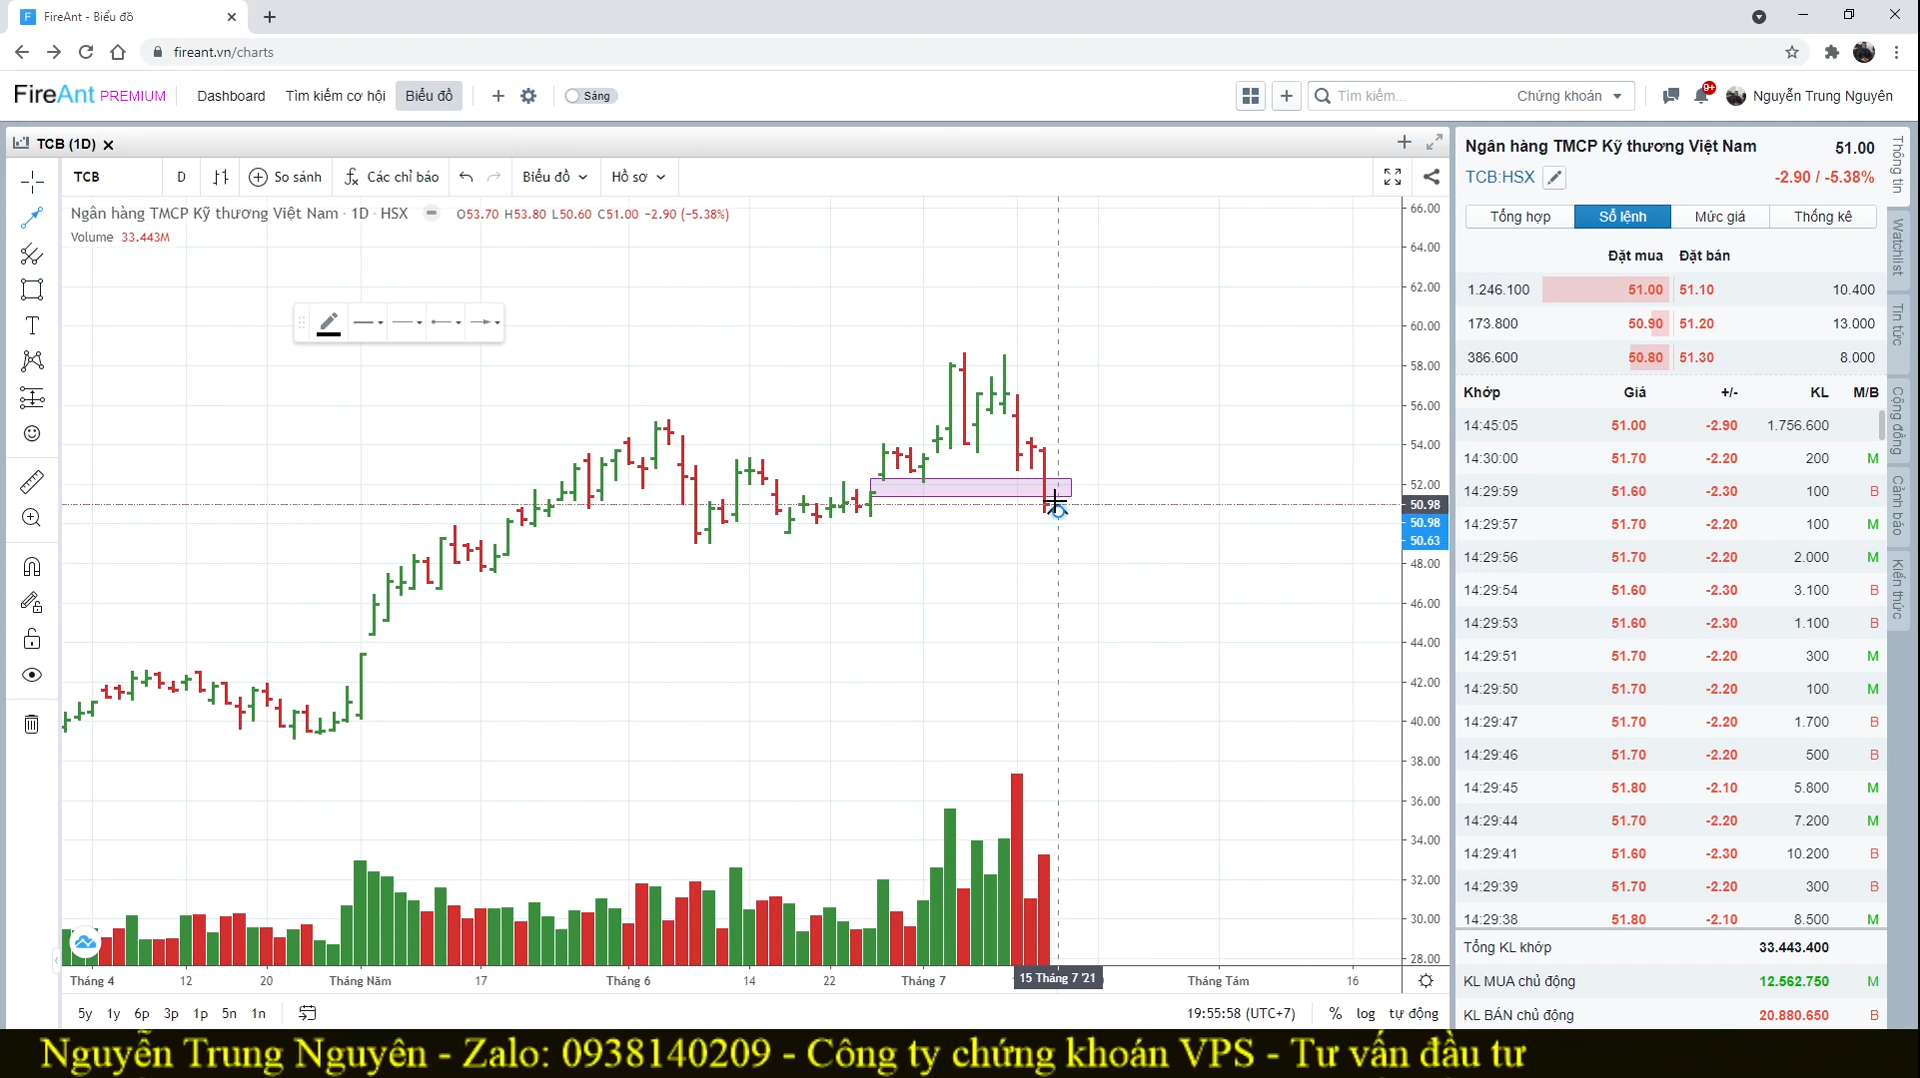 FireAnt - Biểu đồ
fireant.vn/charts
FireAnt PREMIUM Dashboard Tìm kiếm cơ hội Biểu đồ Sáng Tìm kiếm... Chứng khoán 9+ Nguyễn Trung Nguyên
TCB (1D)
TCB D So sánh Các chỉ báo Biểu đồ Hồ sơ
Ngân hàng TMCP Kỹ thương Việt Nam · 1D · HSX O53.70 H53.80 L50.60 C51.00 -2.90 (-5.38%)
Volume 33.443M
66.00
64.00
62.00
60.00
58.00
56.00
54.00
52.00
50.98
50.98
50.63
48.00
46.00
44.00
42.00
40.00
38.00
36.00
34.00
32.00
30.00
28.00
Tháng 4 12 20 Tháng Năm 17 Tháng 6 14 22 Tháng 7 15 Tháng 7 '21 Tháng Tám 16
5y 1y 6p 3p 1p 5n 1n 19:55:58 (UTC+7) % log tự động
Ngân hàng TMCP Kỹ thương Việt Nam 51.00
TCB:HSX -2.90 / -5.38%
Tổng hợp Sổ lệnh Mức giá Thống kê
Đặt mua Đặt bán
1.246.100 51.00 51.10 10.400
173.800 50.90 51.20 13.000
386.600 50.80 51.30 8.000
Khớp Giá +/- KL M/B
14:45:05 51.00 -2.90 1.756.600
14:30:00 51.70 -2.20 200 M
14:29:59 51.60 -2.30 100 B
14:29:57 51.70 -2.20 100 M
14:29:56 51.70 -2.20 2.000 M
14:29:54 51.60 -2.30 3.100 B
14:29:53 51.60 -2.30 1.100 B
14:29:51 51.70 -2.20 300 M
14:29:50 51.70 -2.20 100 M
14:29:47 51.70 -2.20 1.700 B
14:29:46 51.70 -2.20 500 B
14:29:45 51.80 -2.10 5.800 M
14:29:44 51.70 -2.20 7.200 M
14:29:41 51.60 -2.30 10.200 B
14:29:39 51.70 -2.20 300 B
14:29:38 51.80 -2.10 8.500 M
Tổng KL khớp 33.443.400
KL MUA chủ động 12.562.750 M
KL BÁN chủ động 20.880.650 B
Thông tin
Watchlist
Tin tức
Cộng đồng
Cảnh báo
Kiến thức
Nguyễn Trung Nguyên - Zalo: 0938140209 - Công ty chứng khoán VPS - Tư vấn đầu tư